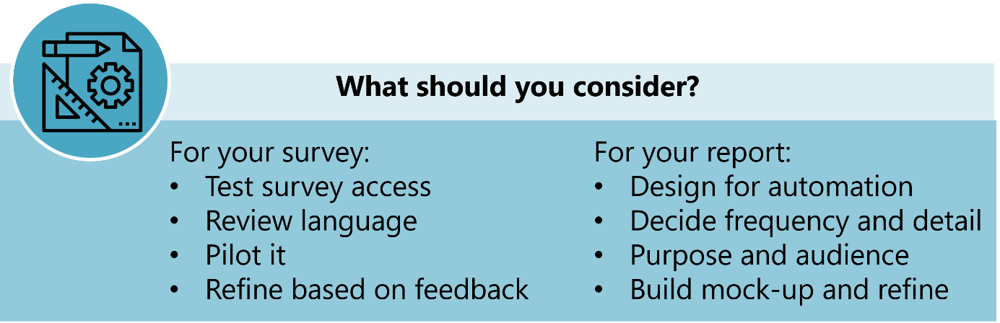 What should you consider?
For your survey:
• Test survey access
• Review language
• Pilot it
• Refine based on feedback
For your report:
• Design for automation
• Decide frequency and detail
• Purpose and audience
• Build mock-up and refine